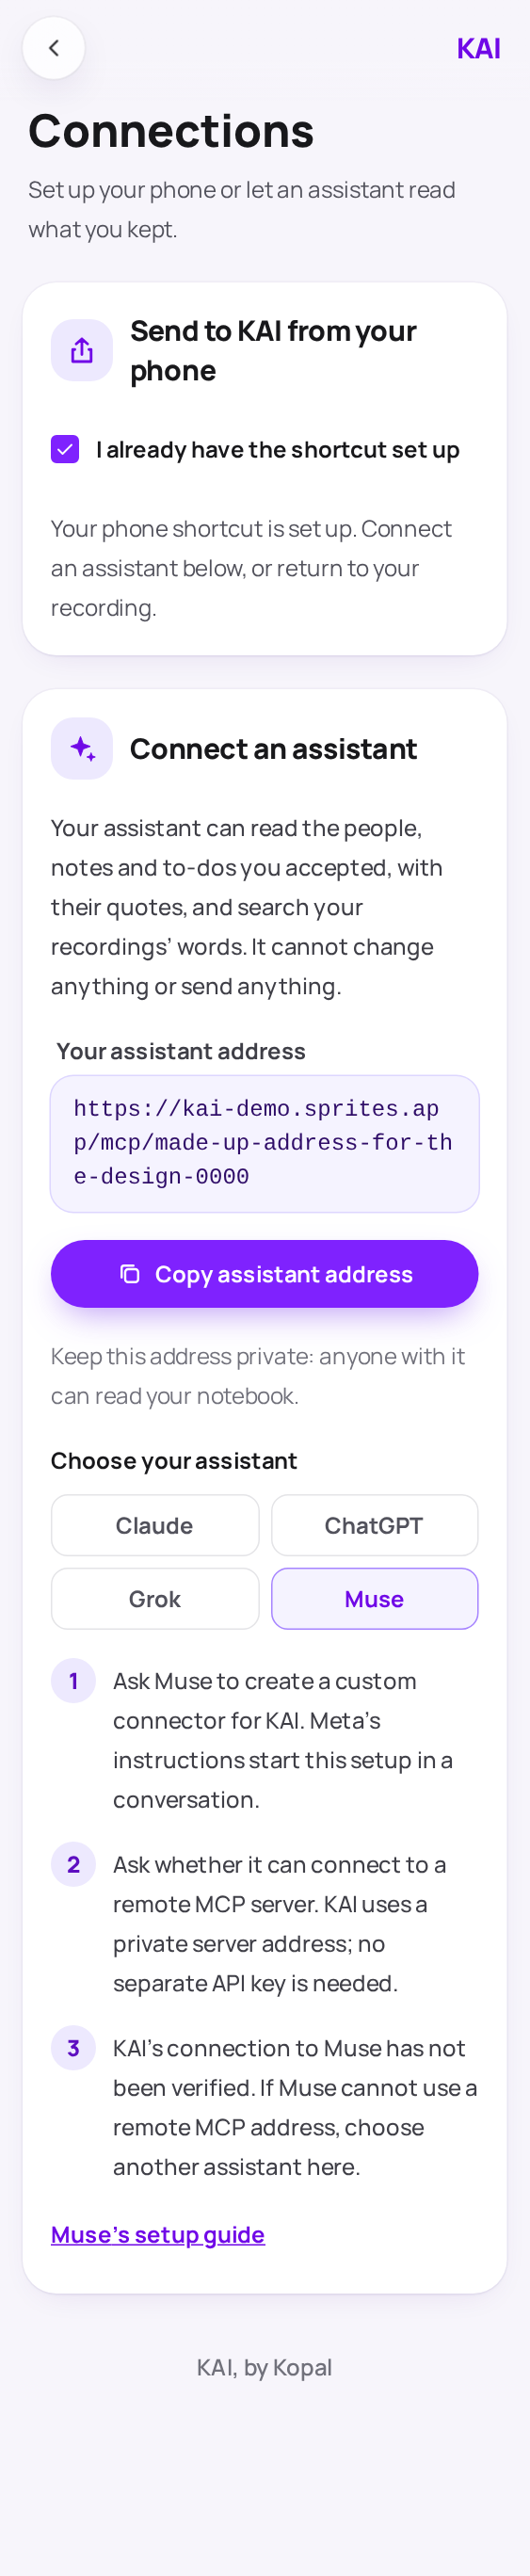 KAI
Connections
Set up your phone or let an assistant read
what you kept.
Send to KAI from your
phone
I already have the shortcut set up
Your phone shortcut is set up. Connect
an assistant below, or return to your
recording.
Connect an assistant
Your assistant can read the people,
notes and to-dos you accepted, with
their quotes, and search your
recordings’ words. It cannot change
anything or send anything.
Your assistant address
https://kai-demo.sprites.ap
p/mcp/made-up-address-for-th
e-design-0000
Copy assistant address
Keep this address private: anyone with it
can read your notebook.
Choose your assistant
Claude
ChatGPT
Grok
Muse
1 Ask Muse to create a custom
connector for KAI. Meta’s
instructions start this setup in a
conversation.
2 Ask whether it can connect to a
remote MCP server. KAI uses a
private server address; no
separate API key is needed.
3 KAI’s connection to Muse has not
been verified. If Muse cannot use a
remote MCP address, choose
another assistant here.
Muse’s setup guide
KAI, by Kopal